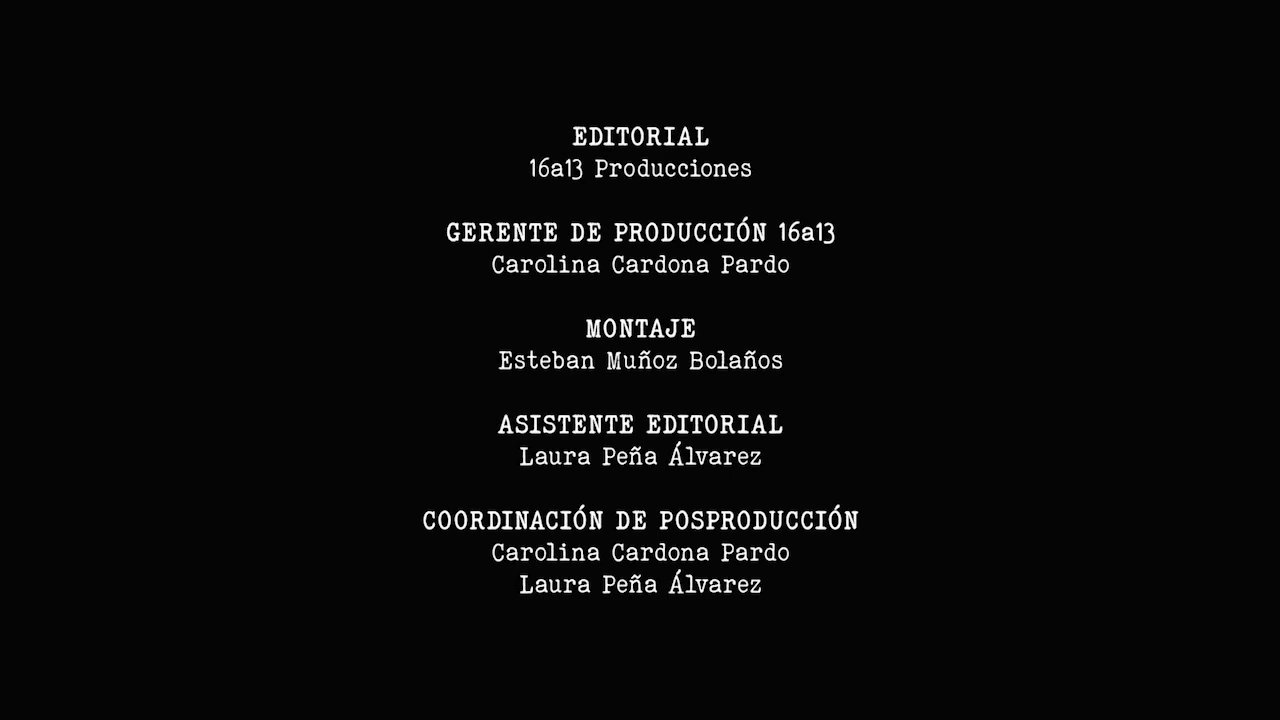 EDITORIAL
16a13 Producciones
GERENTE DE PRODUCCIÓN 16a13
Carolina Cardona Pardo
MONTAJE
Esteban Muñoz Bolaños
ASISTENTE EDITORIAL
Laura Peña Álvarez
COORDINACIÓN DE POSPRODUCCIÓN
Carolina Cardona Pardo
Laura Peña Álvarez